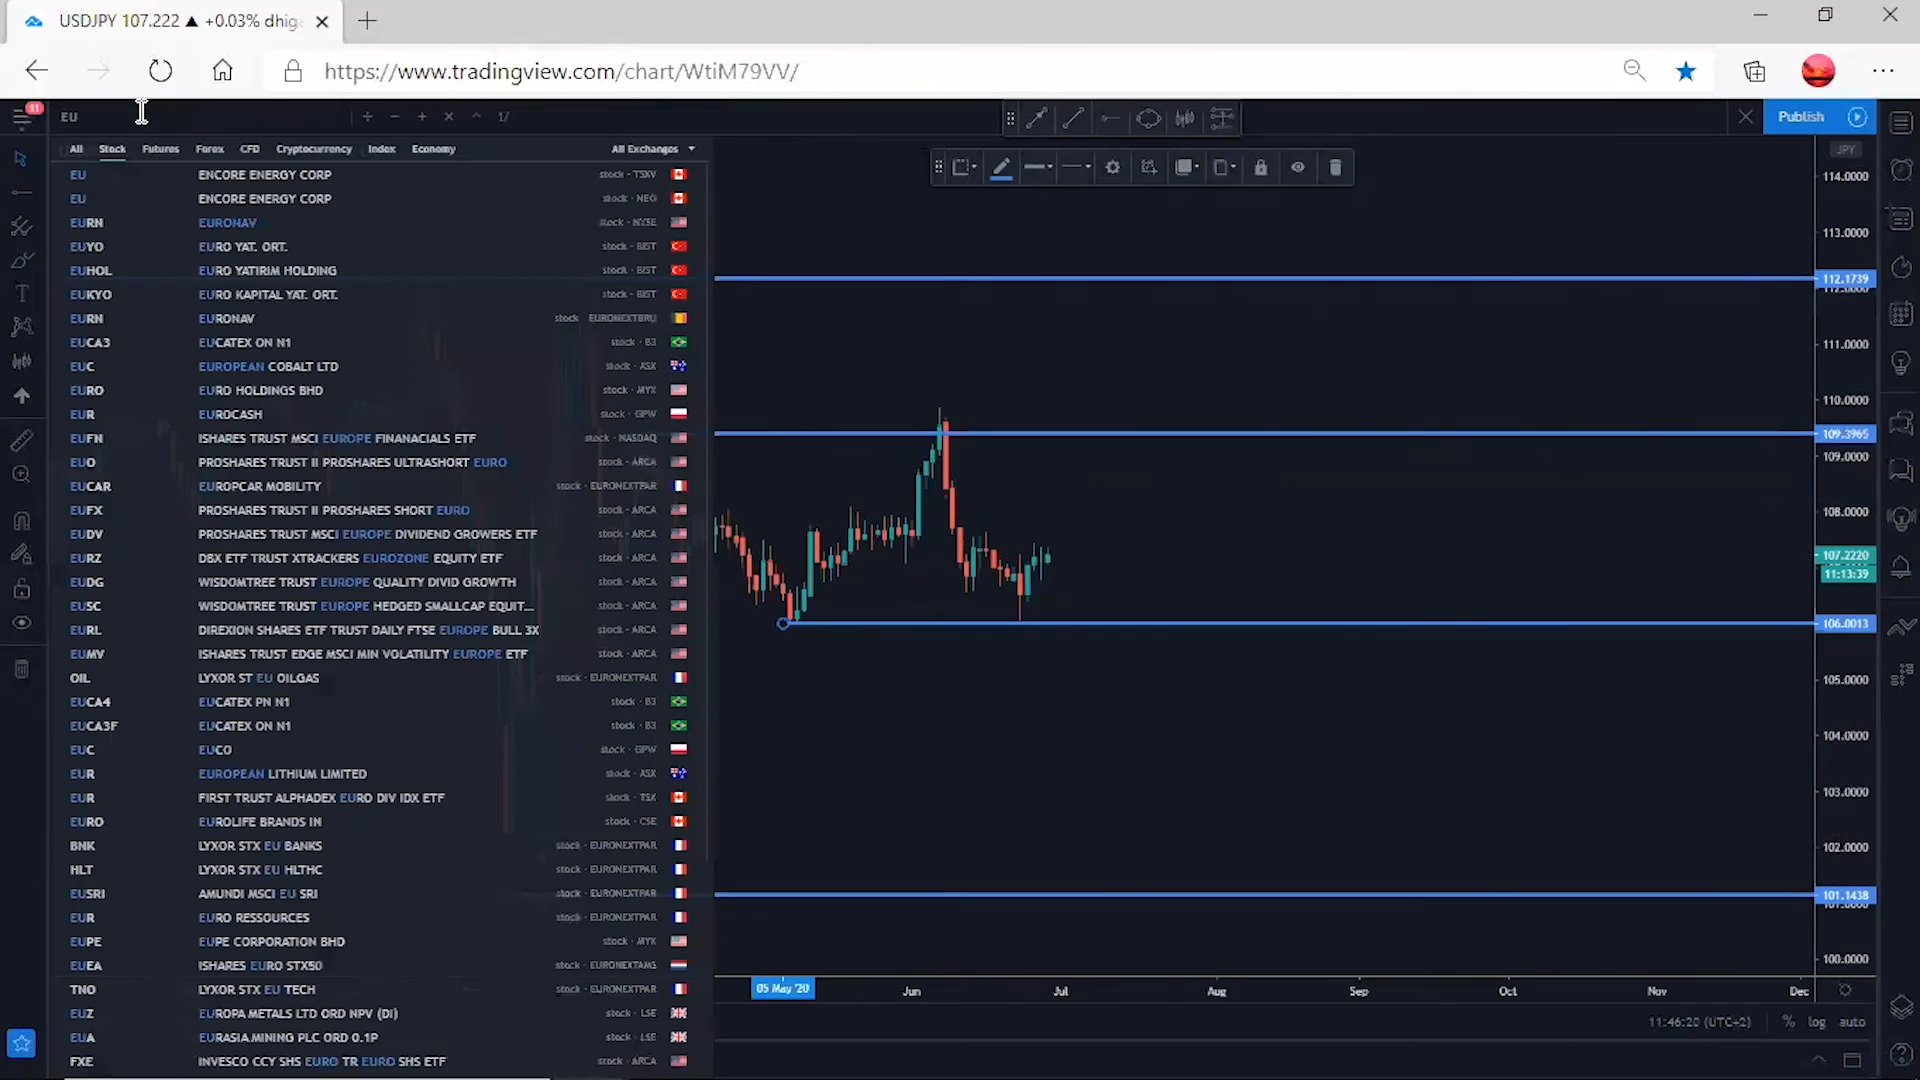 USDJPY 107.222 ▲ +0.03% dhig
https://www.tradingview.com/chart/WtiM79VV/
11
EU
1/
Publish
All Stock Futures Forex CFD Cryptocurrency Index Economy All Exchanges
EU ENCORE ENERGY CORP stock · TSXV
EU ENCORE ENERGY CORP stock · NEO
EURN EURONAV stock · NYSE
EUYO EURO YAT. ORT. stock · BIST
EUHOL EURO YATIRIM HOLDING stock · BIST
EUKYO EURO KAPITAL YAT. ORT. stock · BIST
EURN EURONAV stock EURONEXTBRU
EUCA3 EUCATEX ON N1 stock · B3
EUC EUROPEAN COBALT LTD stock · ASX
EURO EURO HOLDINGS BHD stock · MYX
EUR EUROCASH stock · GPW
EUFN ISHARES TRUST MSCI EUROPE FINANACIALS ETF stock · NASDAQ
EUO PROSHARES TRUST II PROSHARES ULTRASHORT EURO stock · ARCA
EUCAR EUROPCAR MOBILITY stock · EURONEXTPAR
EUFX PROSHARES TRUST II PROSHARES SHORT EURO stock · ARCA
EUDV PROSHARES TRUST MSCI EUROPE DIVIDEND GROWERS ETF stock · ARCA
EURZ DBX ETF TRUST XTRACKERS EUROZONE EQUITY ETF stock · ARCA
EUDG WISDOMTREE TRUST EUROPE QUALITY DIVID GROWTH stock · ARCA
EUSC WISDOMTREE TRUST EUROPE HEDGED SMALLCAP EQUIT... stock · ARCA
EURL DIREXION SHARES ETF TRUST DAILY FTSE EUROPE BULL 3X stock · ARCA
EUMV ISHARES TRUST EDGE MSCI MIN VOLATILITY EUROPE ETF stock · ARCA
OIL LYXOR ST EU OILGAS stock · EURONEXTPAR
EUCA4 EUCATEX PN N1 stock · B3
EUCA3F EUCATEX ON N1 stock · B3
EUC EUCO stock · GPW
EUR EUROPEAN LITHIUM LIMITED stock · ASX
EUR FIRST TRUST ALPHADEX EURO DIV IDX ETF stock · TSX
EURO EUROLIFE BRANDS IN stock · CSE
BNK LYXOR STX EU BANKS stock · EURONEXTPAR
HLT LYXOR STX EU HLTHC stock · EURONEXTPAR
EUSRI AMUNDI MSCI EU SRI stock · EURONEXTPAR
EUR EURO RESSOURCES stock · EURONEXTPAR
EUPE EUPE CORPORATION BHD stock · MYX
EUEA ISHARES EURO STX50 stock · EURONEXTAMS
TNO LYXOR STX EU TECH stock · EURONEXTPAR
EUZ EUROPA METALS LTD ORD NPV (DI) stock · LSE
EUA EURASIA MINING PLC ORD 0.1P stock · LSE
FXE INVESCO CCY SHS EURO TR EURO SHS ETF stock · ARCA
JPY
114.0000
113.0000
112.1739
112.0000
111.0000
110.0000
109.3965
109.0000
108.0000
107.2220
11:13:39
106.0013
105.0000
104.0000
103.0000
102.0000
101.1438
101.0000
100.0000
05 May '20 Jun Jul Aug Sep Oct Nov Dec
11:46:20 (UTC+2) % log auto